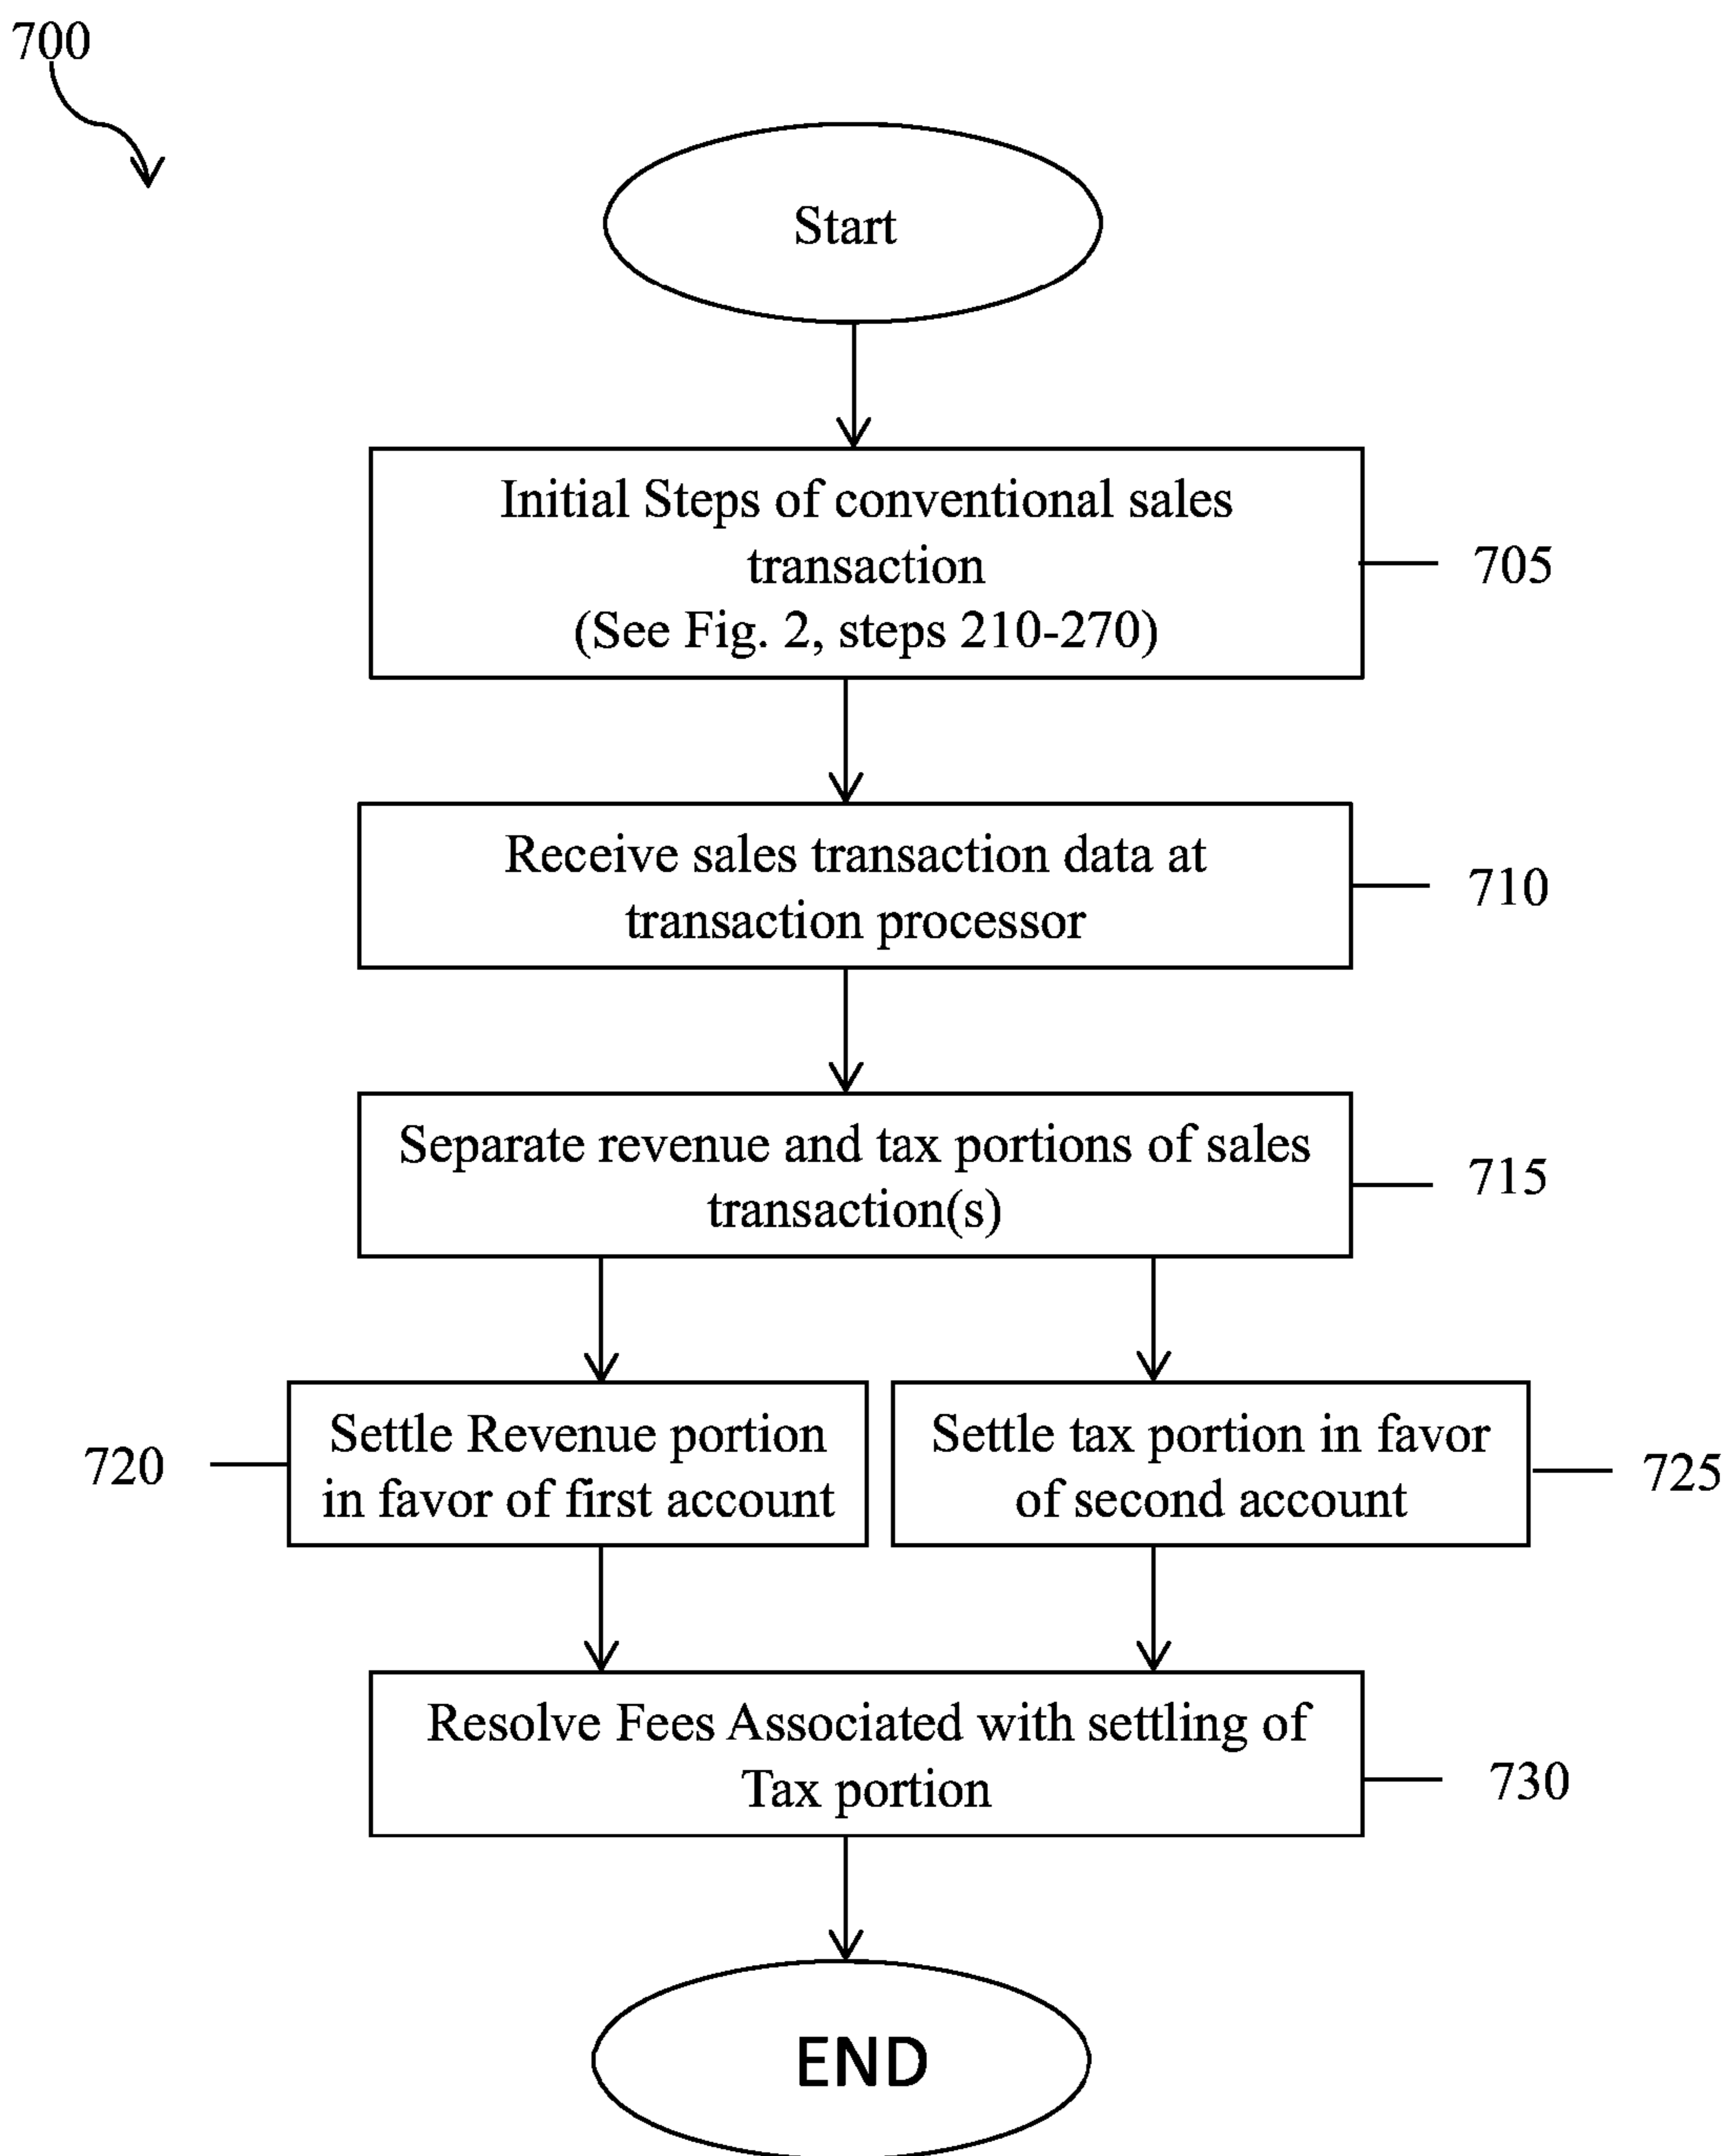 700
Start
Initial Steps of conventional sales
transaction
(See Fig. 2, steps 210-270)
705
Receive sales transaction data at
transaction processor
710
Separate revenue and tax portions of sales
transaction(s)
715
720
Settle Revenue portion
in favor of first account
Settle tax portion in favor
of second account
725
Resolve Fees Associated with settling of
Tax portion
730
END